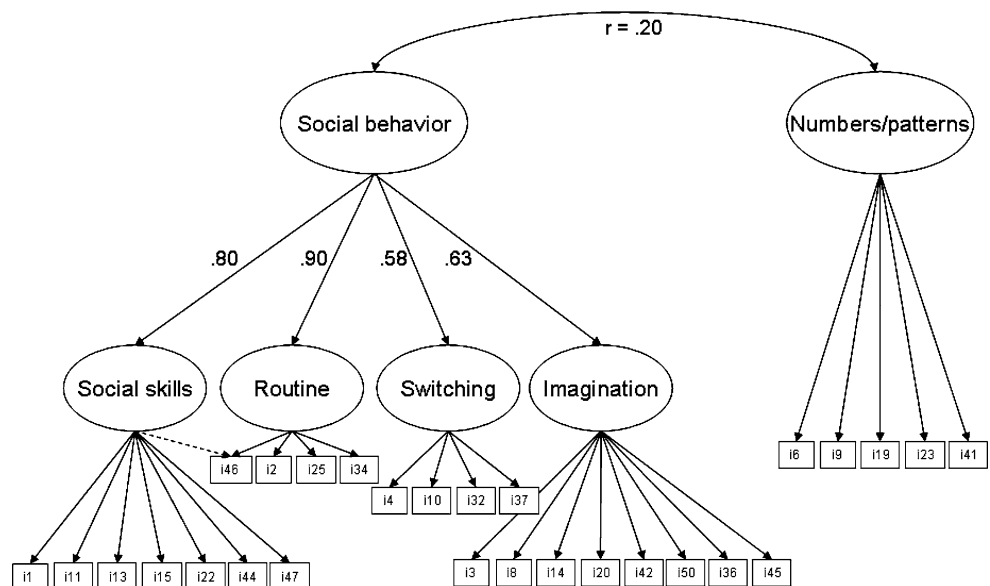 r = .20
Social behavior
Numbers/patterns
.80
.90
.58
.63
Social skills
Routine
Switching
Imagination
i46 i2 i25 i34
i6 i9 i19 i23 i41
i4 i10 i32 i37
i1 i11 i13 i15 i22 i44 i47
i3 i8 i14 i20 i42 i50 i36 i45